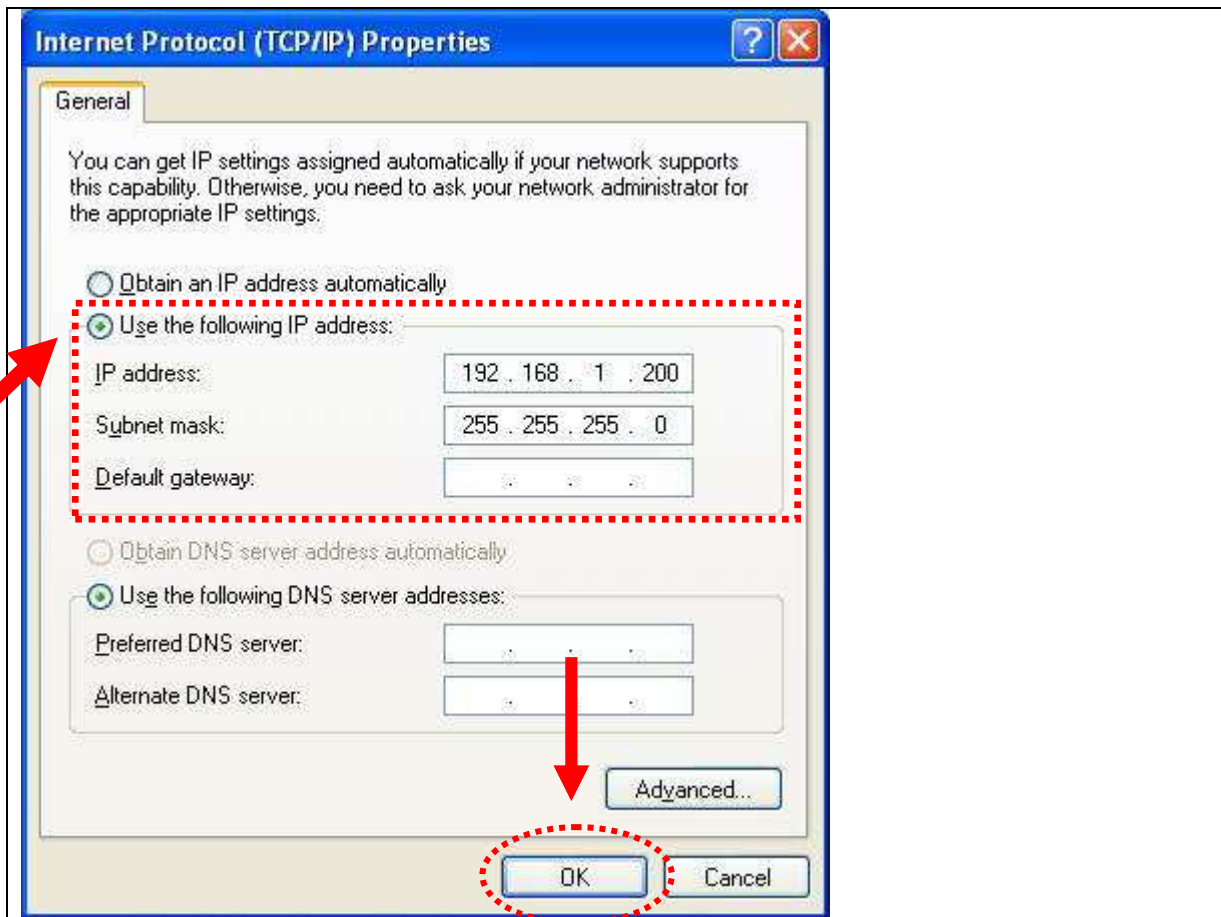 Internet Protocol (TCP/IP) Properties
?
General
You can get IP settings assigned automatically if your network supports
this capability. Otherwise, you need to ask your network administrator for
the appropriate IP settings.
Obtain an IP address automatically
Use the following IP address:
IP address: 192 . 168 . 1 . 200
Subnet mask: 255 . 255 . 255 . 0
Default gateway: . . .
Obtain DNS server address automatically
Use the following DNS server addresses:
Preferred DNS server: . . .
Alternate DNS server: . . .
Advanced...
OK Cancel